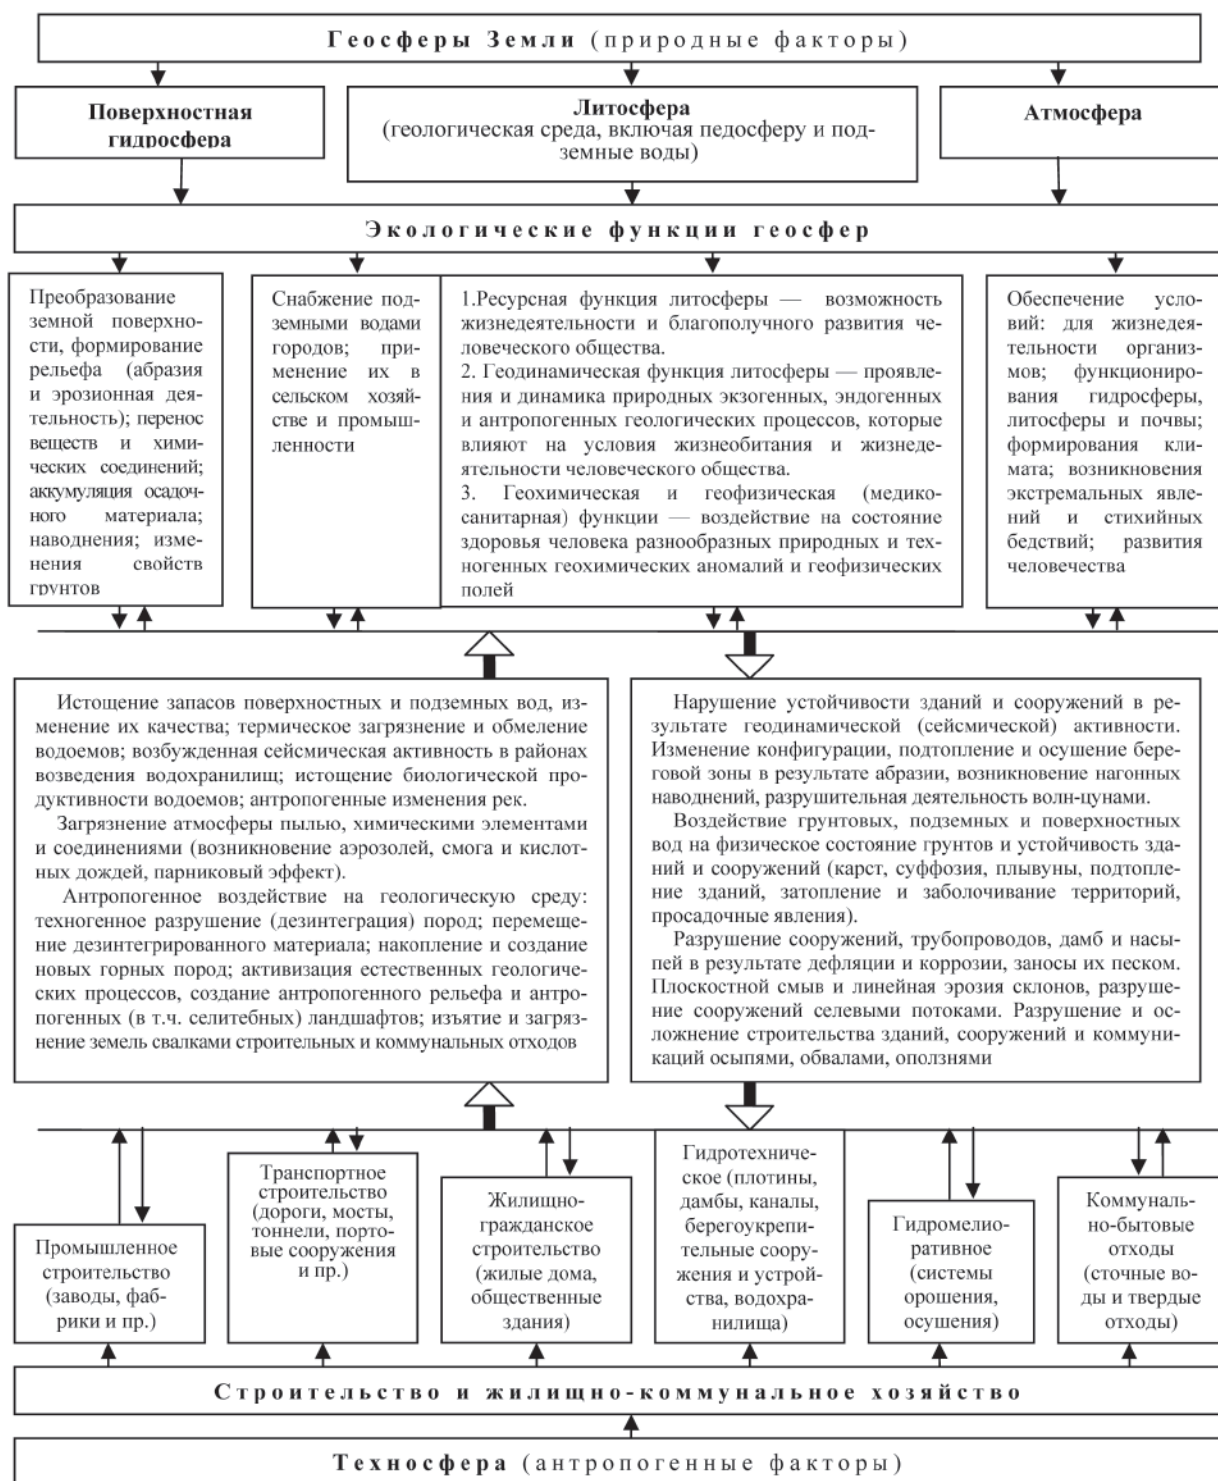 Геосферы Земли (природные факторы)
Поверхностная
гидросфера
Литосфера
(геологическая среда, включая педосферу и под-
земные воды)
Атмосфера
Экологические функции геосфер
Преобразование
земной поверхно-
сти, формирование
рельефа (абразия
и эрозионная дея-
тельность); перенос
веществ и хими-
ческих соединений;
аккумуляция осадоч-
ного материала;
наводнения; изме-
нения свойств
грунтов
Снабжение под-
земными водами
городов; при-
менение их в
сельском хозяй-
стве и промыш-
ленности
1.Ресурсная функция литосферы — возможность
жизнедеятельности и благополучного развития че-
ловеческого общества.
2. Геодинамическая функция литосферы — проявле-
ния и динамика природных экзогенных, эндогенных
и антропогенных геологических процессов, которые
влияют на условия жизнеобитания и жизнеде-
ятельности человеческого общества.
3. Геохимическая и геофизическая (медико-
санитарная) функции — воздействие на состояние
здоровья человека разнообразных природных и тех-
ногенных геохимических аномалий и геофизических
полей
Обеспечение усло-
вий: для жизнедея-
тельности организ-
мов; функциониро-
вания гидросферы,
литосферы и почвы;
формирования кли-
мата; возникновения
экстремальных явле-
ний и стихийных
бедствий; развития
человечества
Истощение запасов поверхностных и подземных вод, из-
менение их качества; термическое загрязнение и обмеление
водоемов; возбужденная сейсмическая активность в районах
возведения водохранилищ; истощение биологической про-
дуктивности водоемов; антропогенные изменения рек.
Загрязнение атмосферы пылью, химическими элементами
и соединениями (возникновение аэрозолей, смога и кислот-
ных дождей, парниковый эффект).
Антропогенное воздействие на геологическую среду:
техногенное разрушение (дезинтеграция) пород; перемеще-
ние дезинтегрированного материала; накопление и создание
новых горных пород; активизация естественных геологиче-
ских процессов, создание антропогенного рельефа и антро-
погенных (в т.ч. селитебных) ландшафтов; изъятие и загряз-
нение земель свалками строительных и коммунальных отходов
Нарушение устойчивости зданий и сооружений в ре-
зультате геодинамической (сейсмической) активности.
Изменение конфигурации, подтопление и осушение бере-
говой зоны в результате абразии, возникновение нагонных
наводнений, разрушительная деятельность волн-цунами.
Воздействие грунтовых, подземных и поверхностных
вод на физическое состояние грунтов и устойчивость зда-
ний и сооружений (карст, суффозия, плывуны, подтопле-
ние зданий, затопление и заболочивание территорий,
просадочные явления).
Разрушение сооружений, трубопроводов, дамб и насы-
пей в результате дефляции и коррозии, заносы их песком.
Плоскостной смыв и линейная эрозия склонов, разруше-
ние сооружений селевыми потоками. Разрушение и ос-
ложнение строительства зданий, сооружений и коммуни-
каций осыпями, обвалами, оползнями
Промышленное
строительство
(заводы, фаб-
рики и пр.)
Транспортное
строительство
(дороги, мосты,
тоннели, порто-
вые сооружения
и пр.)
Жилищно-
гражданское
строительство
(жилые дома,
общественные
здания)
Гидротехниче-
ское (плотины,
дамбы, каналы,
берегоукрепи-
тельные соору-
жения и устрой-
ства, водохра-
нилища)
Гидромелио-
ративное
(системы
орошения,
осушения)
Коммуналь-
но-бытовые
отходы
(сточные во-
ды и твердые
отходы)
Строительство и жилищно-коммунальное хозяйство
Техносфера (антропогенные факторы)